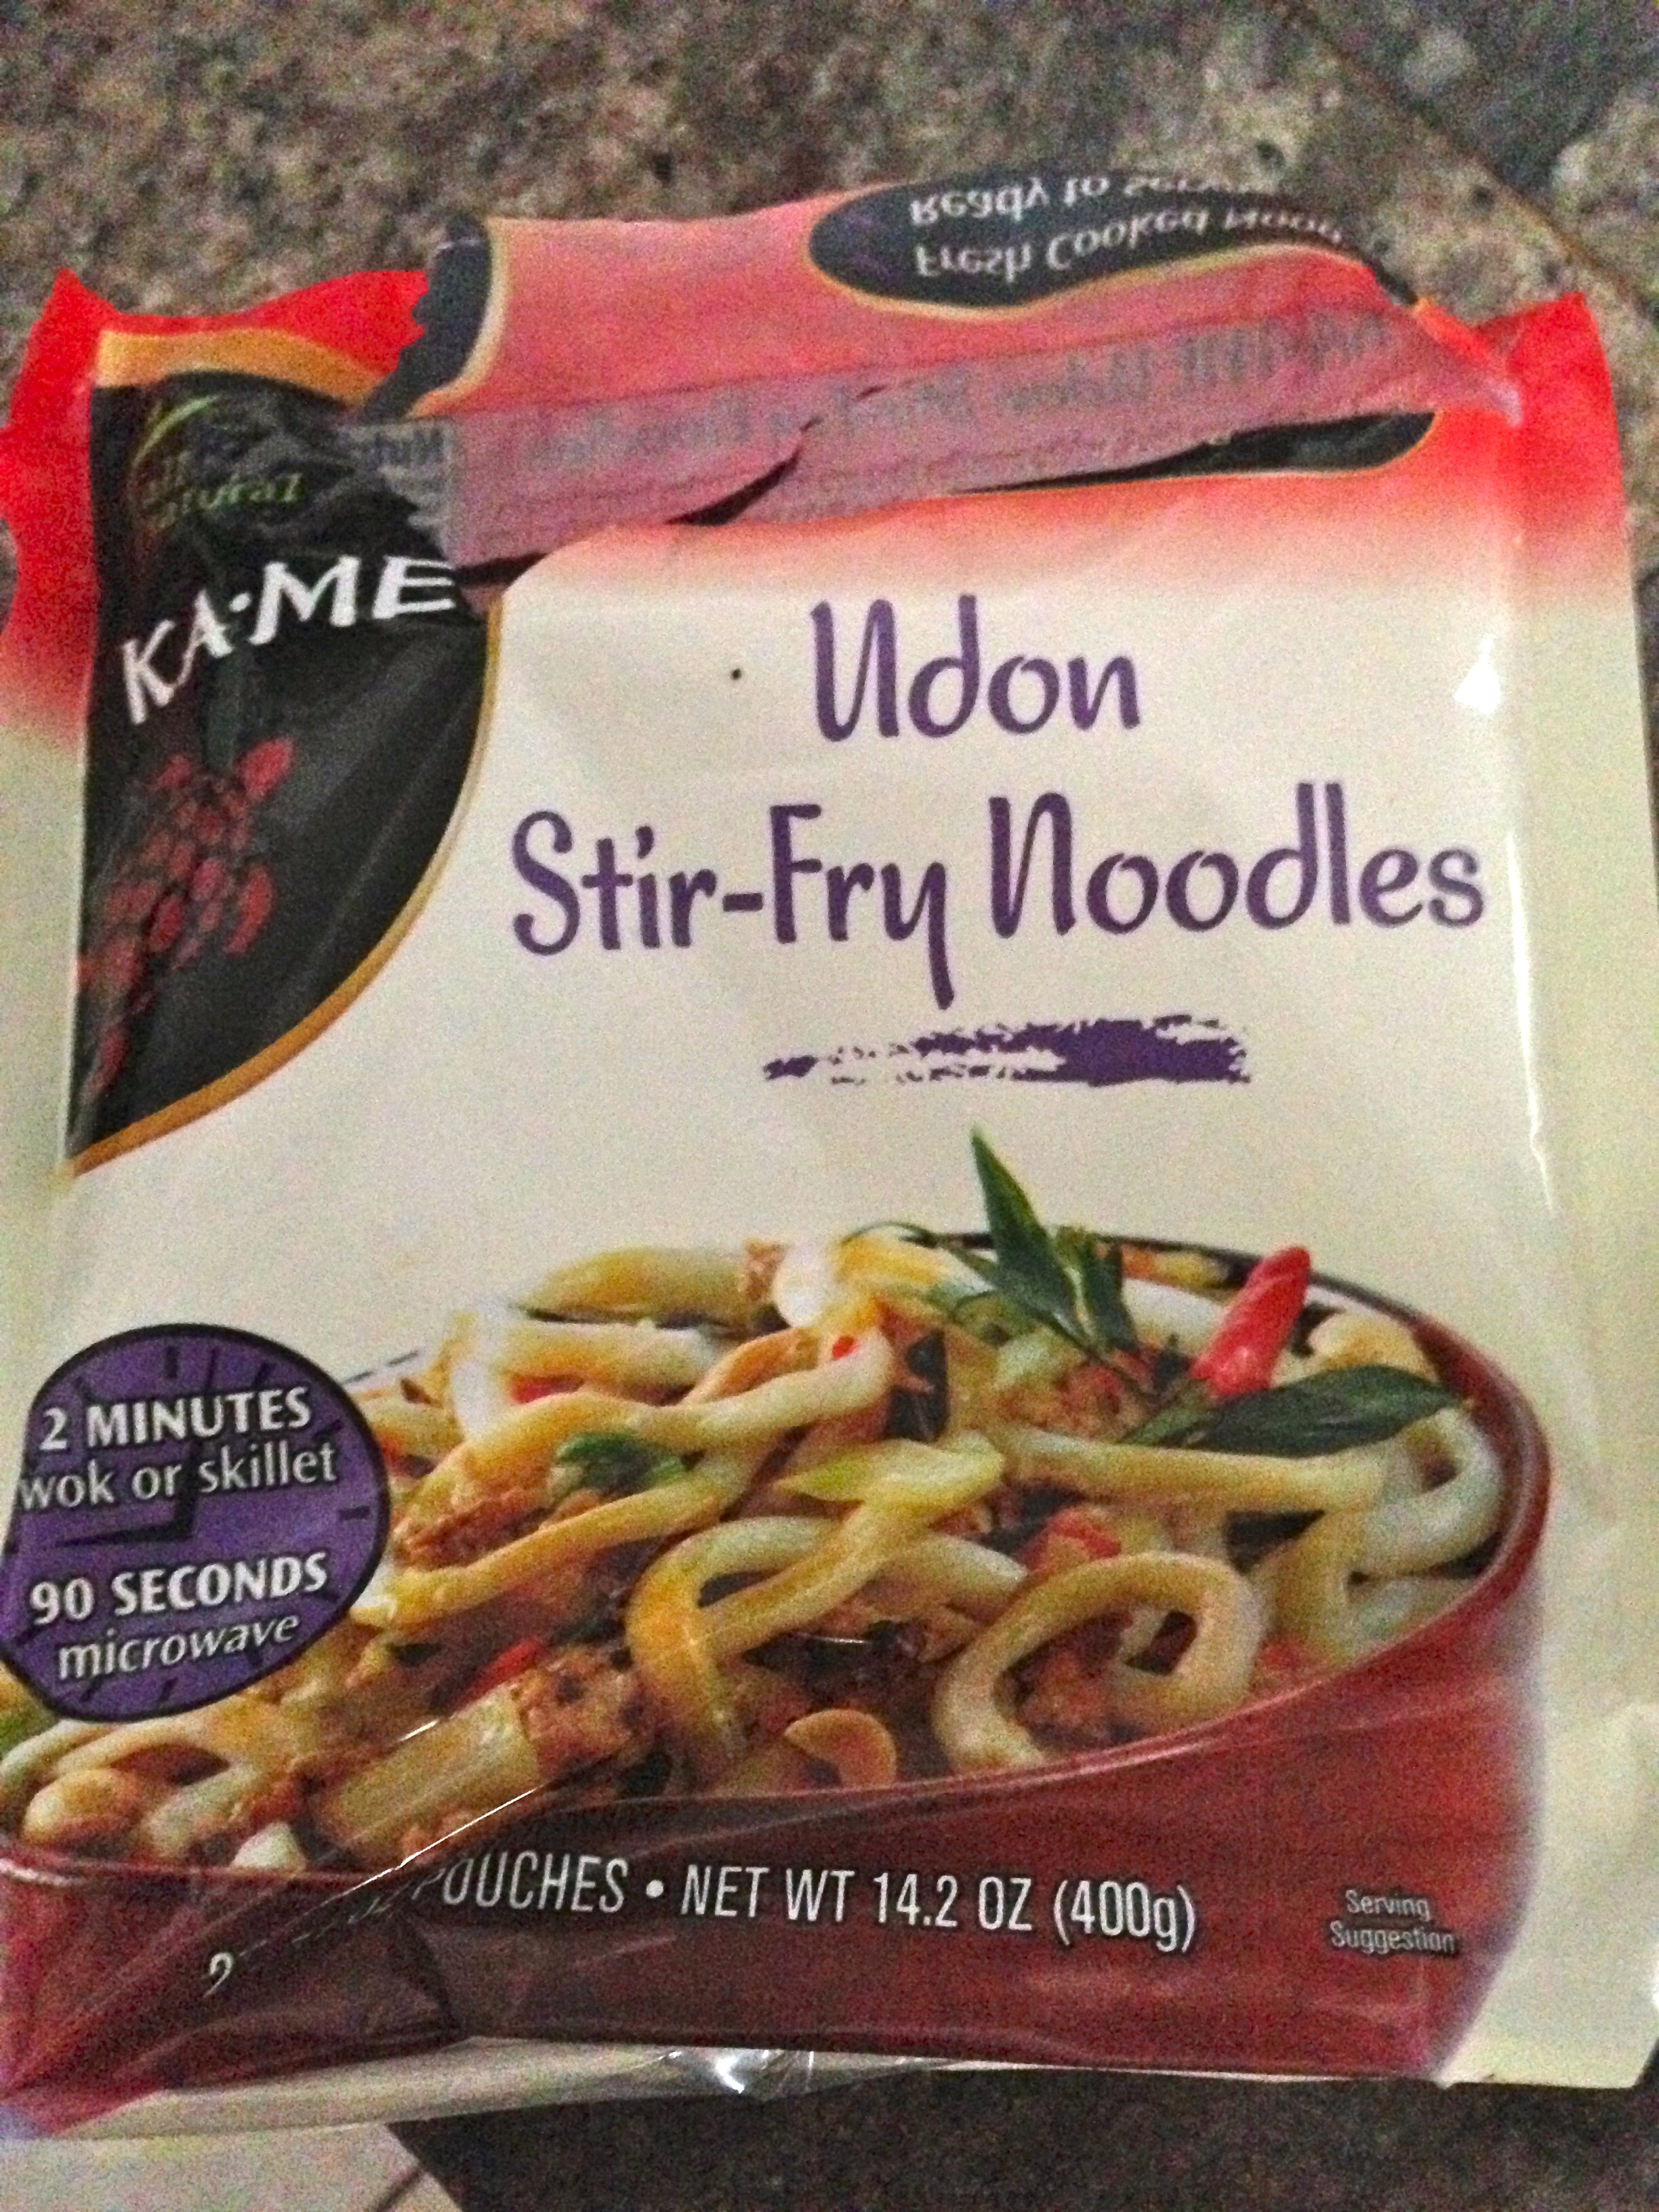 Ready to
Fresh Cooked
KA·ME
Udon
Stir-Fry Noodles
2 MINUTES
wok or skillet
90 SECONDS
microwave
2 POUCHES • NET WT 14.2 OZ (400g)
Serving
Suggestion